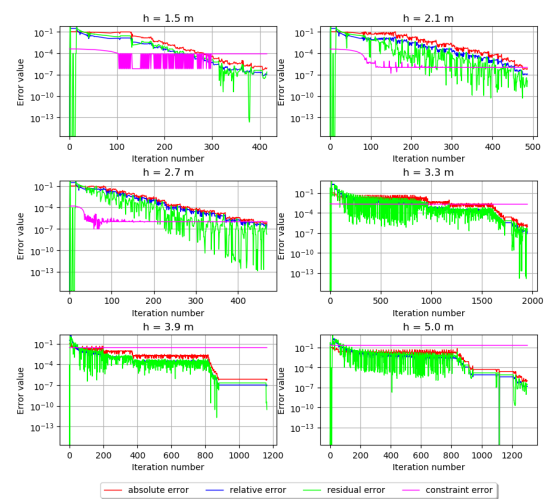 h = 1.5 m
h = 2.1 m
Error value
10⁻¹
10⁻⁴
10⁻⁷
10⁻¹⁰
10⁻¹³
0 100 200 300 400
Iteration number
Error value
10⁻¹
10⁻⁴
10⁻⁷
10⁻¹⁰
10⁻¹³
0 100 200 300 400 500
Iteration number
h = 2.7 m
h = 3.3 m
Error value
10⁻¹
10⁻⁴
10⁻⁷
10⁻¹⁰
10⁻¹³
0 100 200 300 400
Iteration number
Error value
10⁻¹
10⁻⁴
10⁻⁷
10⁻¹⁰
10⁻¹³
0 500 1000 1500 2000
Iteration number
h = 3.9 m
h = 5.0 m
Error value
10⁻¹
10⁻⁴
10⁻⁷
10⁻¹⁰
10⁻¹³
0 200 400 600 800 1000 1200
Iteration number
Error value
10⁻¹
10⁻⁴
10⁻⁷
10⁻¹⁰
10⁻¹³
0 200 400 600 800 1000 1200
Iteration number
absolute error relative error residual error constraint error